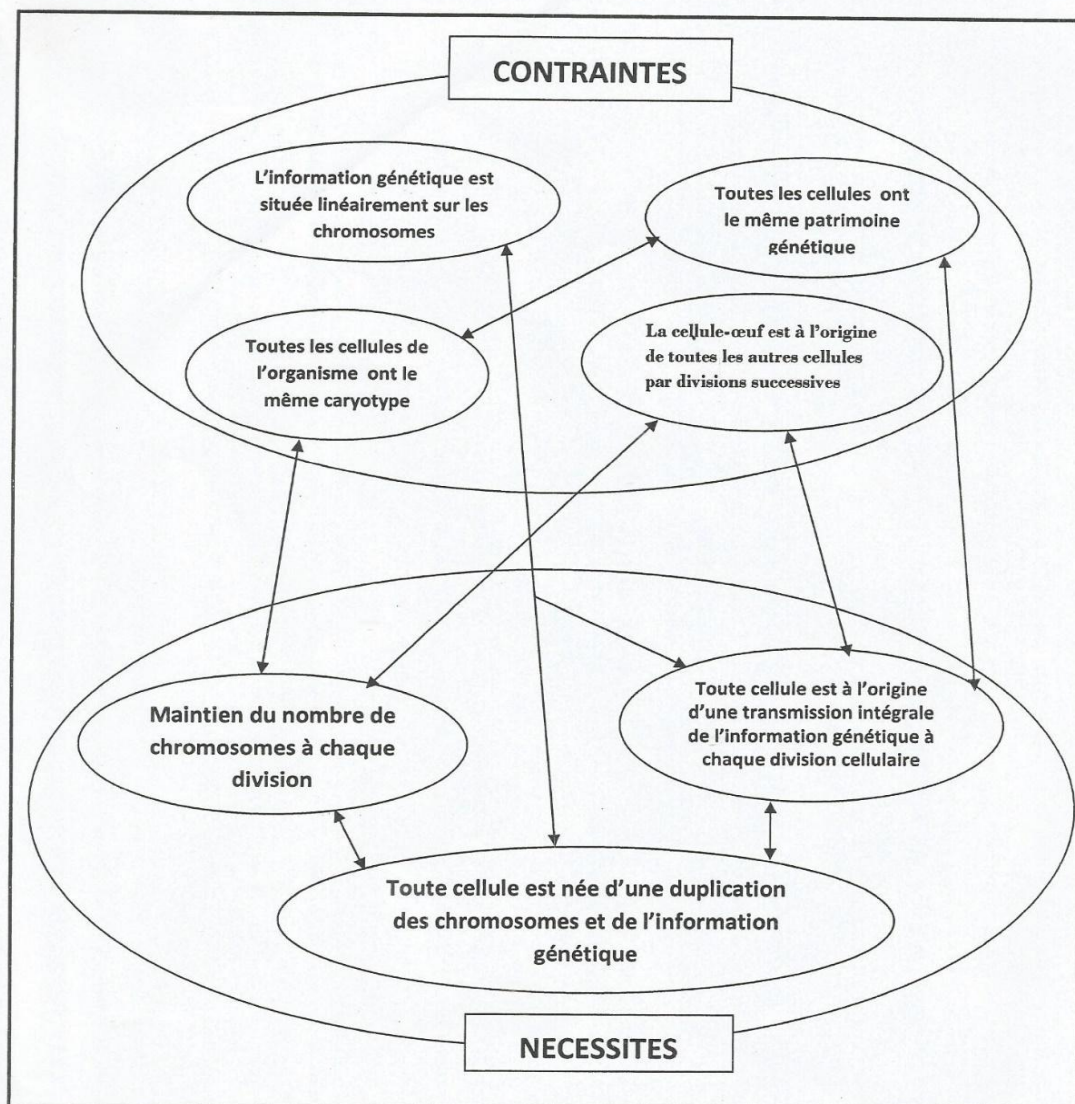 CONTRAINTES
L'information génétique est
située linéairement sur les
chromosomes
Toutes les cellules ont
le même patrimoine
génétique
Toutes les cellules de
l'organisme ont le
même caryotype
La cellule-œuf est à l'origine
de toutes les autres cellules
par divisions successives
Maintien du nombre de
chromosomes à chaque
division
Toute cellule est à l'origine
d'une transmission intégrale
de l'information génétique à
chaque division cellulaire
Toute cellule est née d'une duplication
des chromosomes et de l'information
génétique
NECESSITES